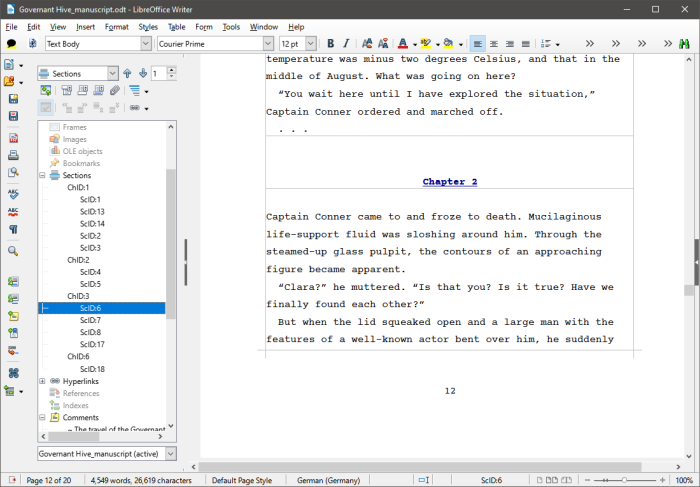 Governant Hive_manuscript.odt - LibreOffice Writer
File Edit View Insert Format Styles Table Form Tools Window Help
Text Body Courier Prime 12 pt B I A
Sections 1
Frames
Images
OLE objects
Bookmarks
Sections
ChID:1
ScID:1
ScID:13
ScID:14
ScID:2
ScID:3
ChID:2
ScID:4
ScID:5
ChID:3
ScID:6
ScID:7
ScID:8
ScID:17
ChID:6
ScID:18
Hyperlinks
References
Indexes
Comments
~ The travel of the Governant
Governant Hive_manuscript (active)
temperature was minus two degrees Celsius, and that in the
middle of August. What was going on here?
“You wait here until I have explored the situation,”
Captain Conner ordered and marched off.
. . .
Chapter 2
Captain Conner came to and froze to death. Mucilaginous
life-support fluid was sloshing around him. Through the
steamed-up glass pulpit, the contours of an approaching
figure became apparent.
“Clara?” he muttered. “Is that you? Is it true? Have we
finally found each other?”
But when the lid squeaked open and a large man with the
features of a well-known actor bent over him, he suddenly
12
Page 12 of 20 4,549 words, 26,619 characters Default Page Style German (Germany) ScID:6 100%